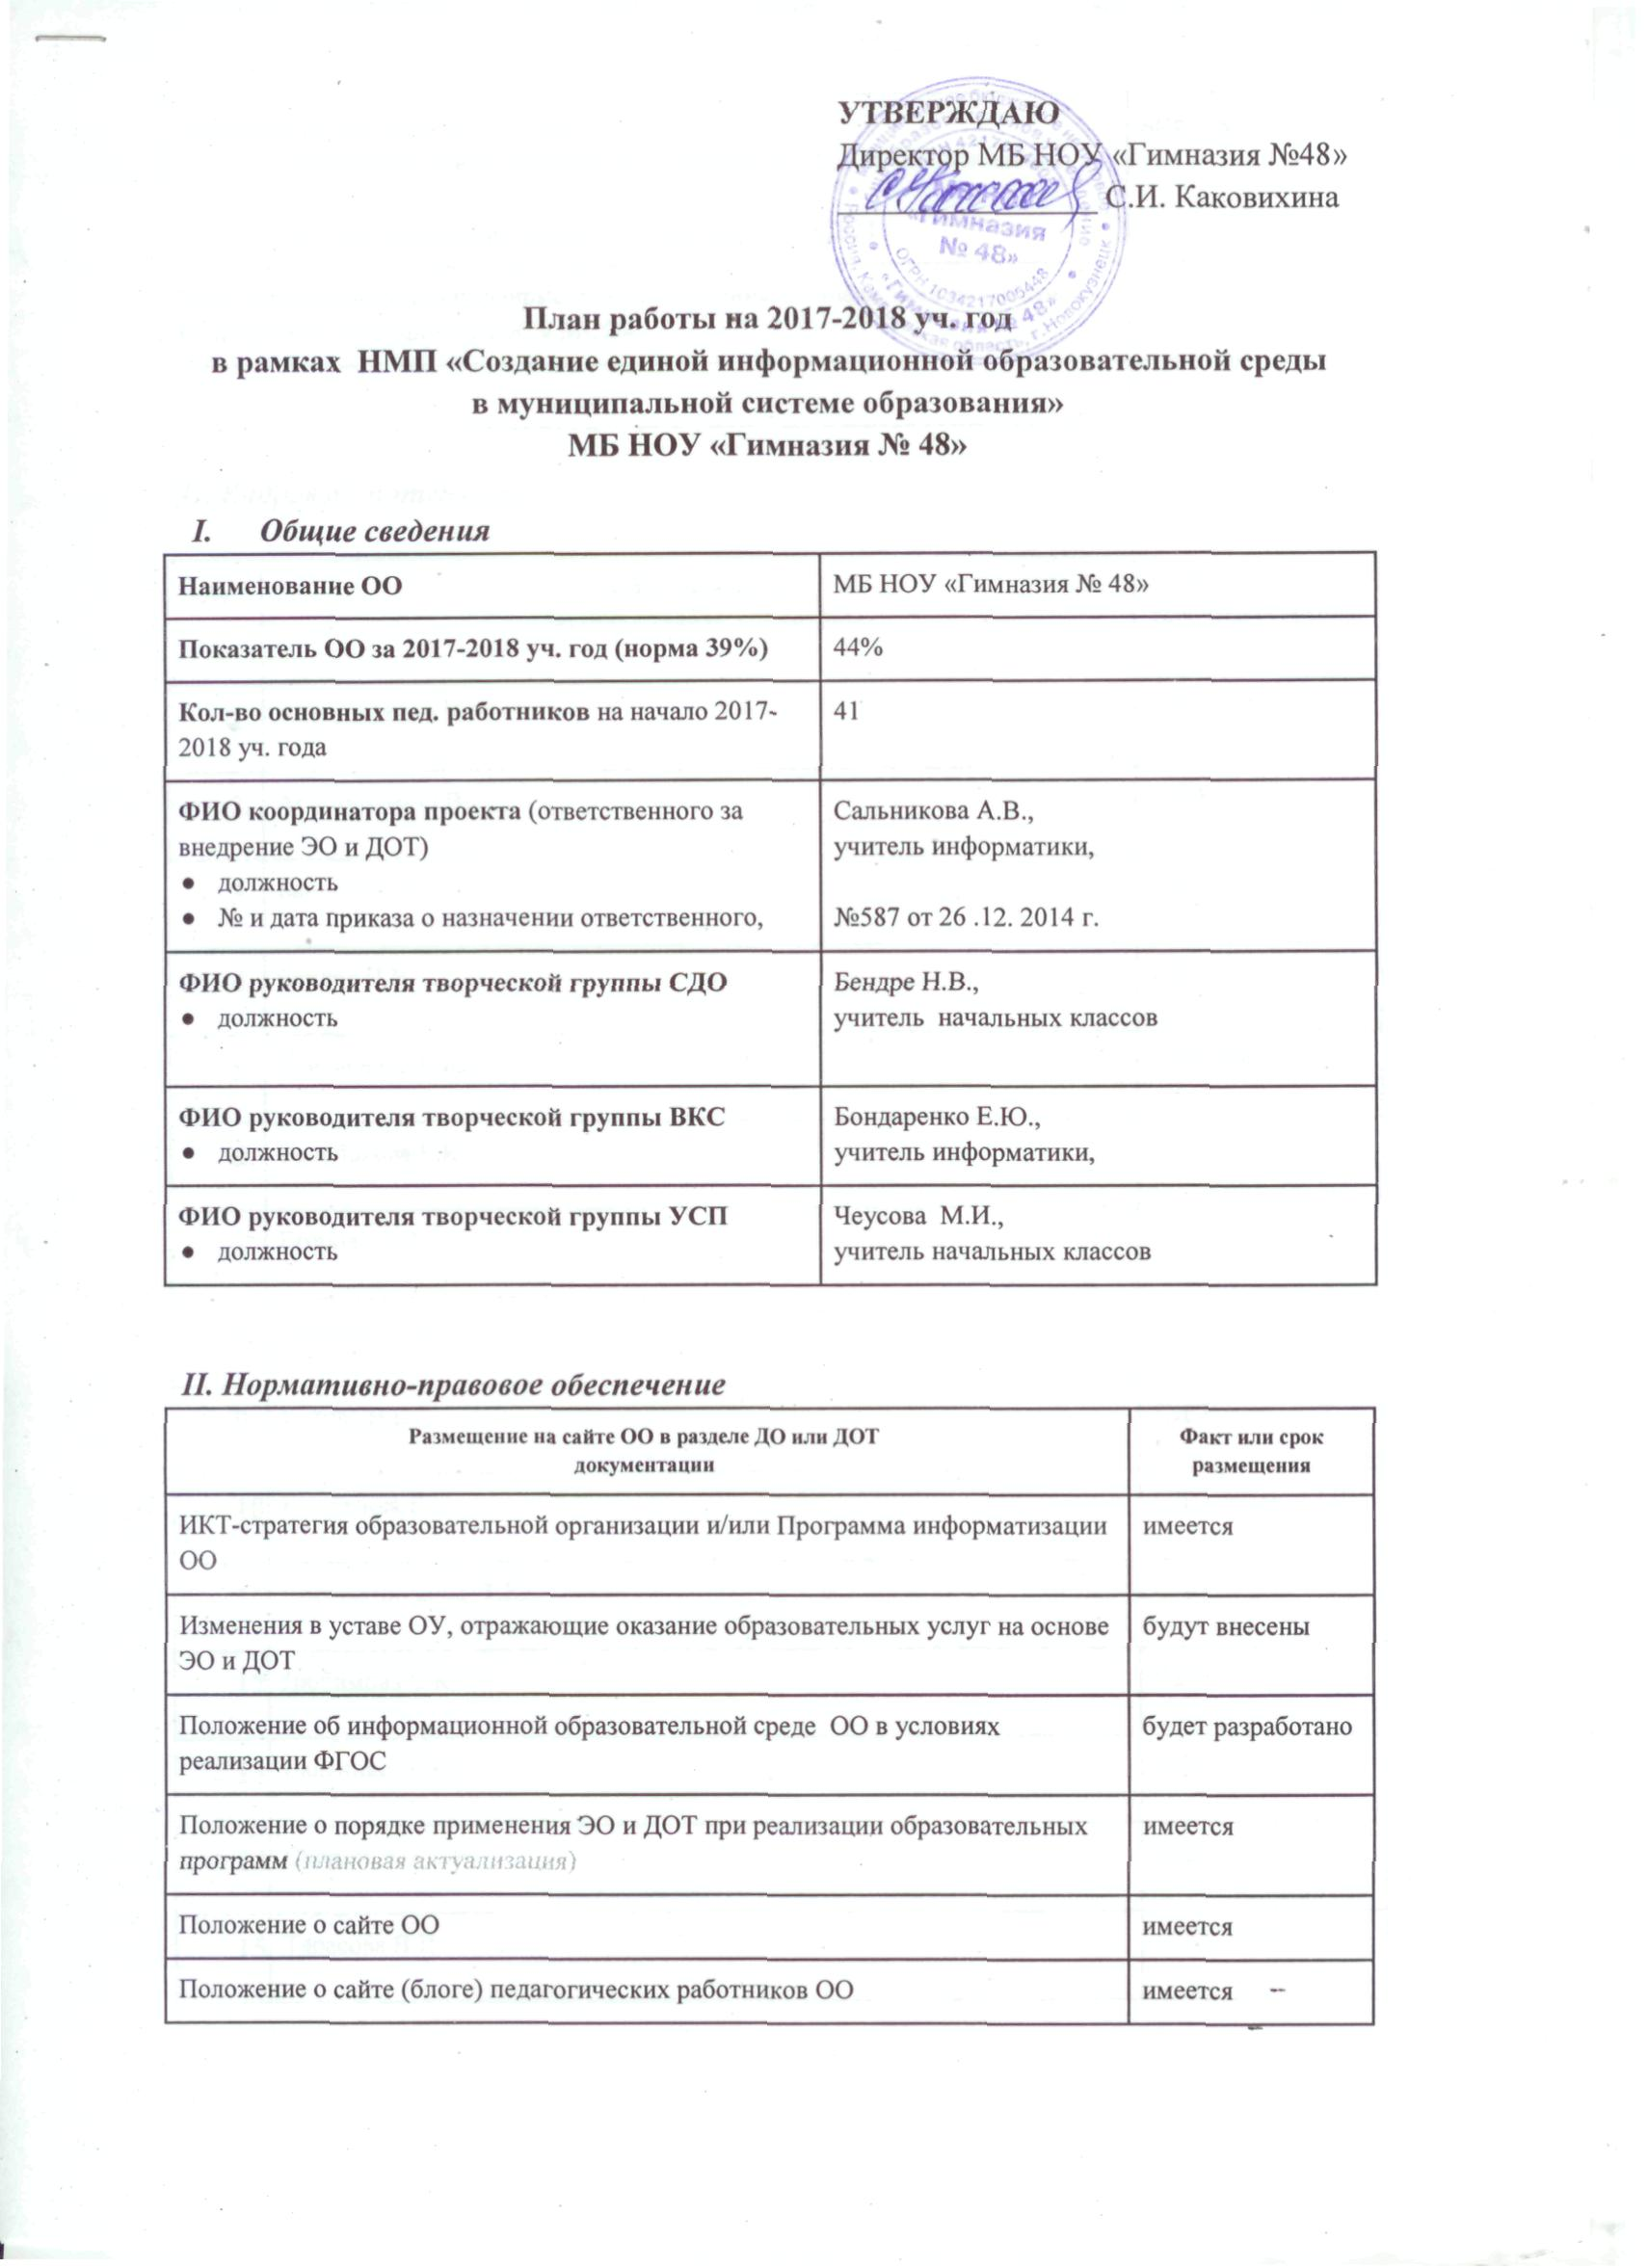 УТВЕРЖДАЮ
Директор МБ НОУ «Гимназия №48»
С.И. Каковихина
«Гимназия
№ 48»
ОГРН 1034217005448
«Гимназия № 48»
г.Новокузнецк
План работы на 2017-2018 уч. год
в рамках НМП «Создание единой информационной образовательной среды
в муниципальной системе образования»
МБ НОУ «Гимназия № 48»
I. Общие сведения
Наименование ОО
МБ НОУ «Гимназия № 48»
Показатель ОО за 2017-2018 уч. год (норма 39%)
44%
Кол-во основных пед. работников на начало 2017-
2018 уч. года
41
ФИО координатора проекта (ответственного за
внедрение ЭО и ДОТ)
● должность
● № и дата приказа о назначении ответственного,
Сальникова А.В.,
учитель информатики,
№587 от 26 .12. 2014 г.
ФИО руководителя творческой группы СДО
● должность
Бендре Н.В.,
учитель начальных классов
ФИО руководителя творческой группы ВКС
● должность
Бондаренко Е.Ю.,
учитель информатики,
ФИО руководителя творческой группы УСП
● должность
Чеусова М.И.,
учитель начальных классов
II. Нормативно-правовое обеспечение
Размещение на сайте ОО в разделе ДО или ДОТ
документации
Факт или срок
размещения
ИКТ-стратегия образовательной организации и/или Программа информатизации
ОО
имеется
Изменения в уставе ОУ, отражающие оказание образовательных услуг на основе
ЭО и ДОТ
будут внесены
Положение об информационной образовательной среде ОО в условиях
реализации ФГОС
будет разработано
Положение о порядке применения ЭО и ДОТ при реализации образовательных
программ (плановая актуализация)
имеется
Положение о сайте ОО
имеется
Положение о сайте (блоге) педагогических работников ОО
имеется